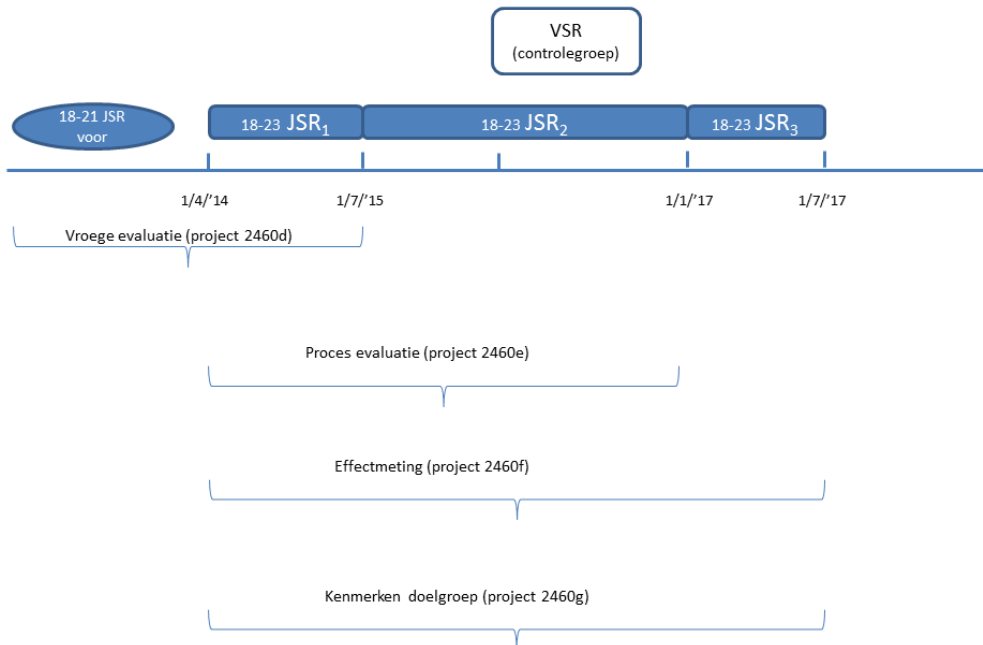 VSR
(controlegroep)
18-21 JSR
voor
18-23 JSR₁
18-23 JSR₂
18-23 JSR₃
1/4/'14
1/7/'15
1/1/'17
1/7/'17
Vroege evaluatie (project 2460d)
Proces evaluatie (project 2460e)
Effectmeting (project 2460f)
Kenmerken doelgroep (project 2460g)